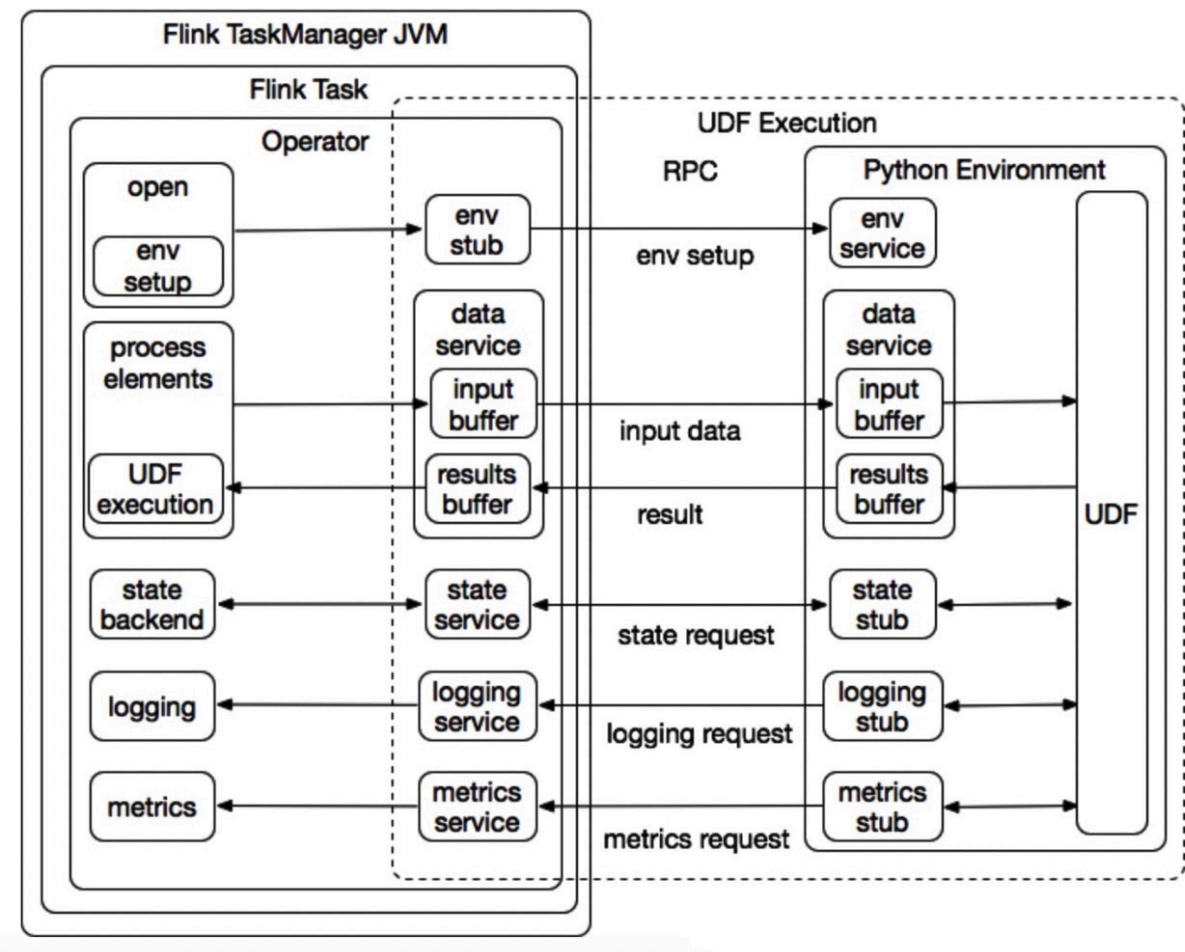 Flink TaskManager JVM
Flink Task
Operator
UDF Execution
RPC
Python Environment
open
env
setup
env
stub
env setup
env
service
process
elements
UDF
execution
data
service
input
buffer
results
buffer
input data
result
data
service
input
buffer
results
buffer
UDF
state
backend
state
service
state request
state
stub
logging
logging
service
logging request
logging
stub
metrics
metrics
service
metrics request
metrics
stub